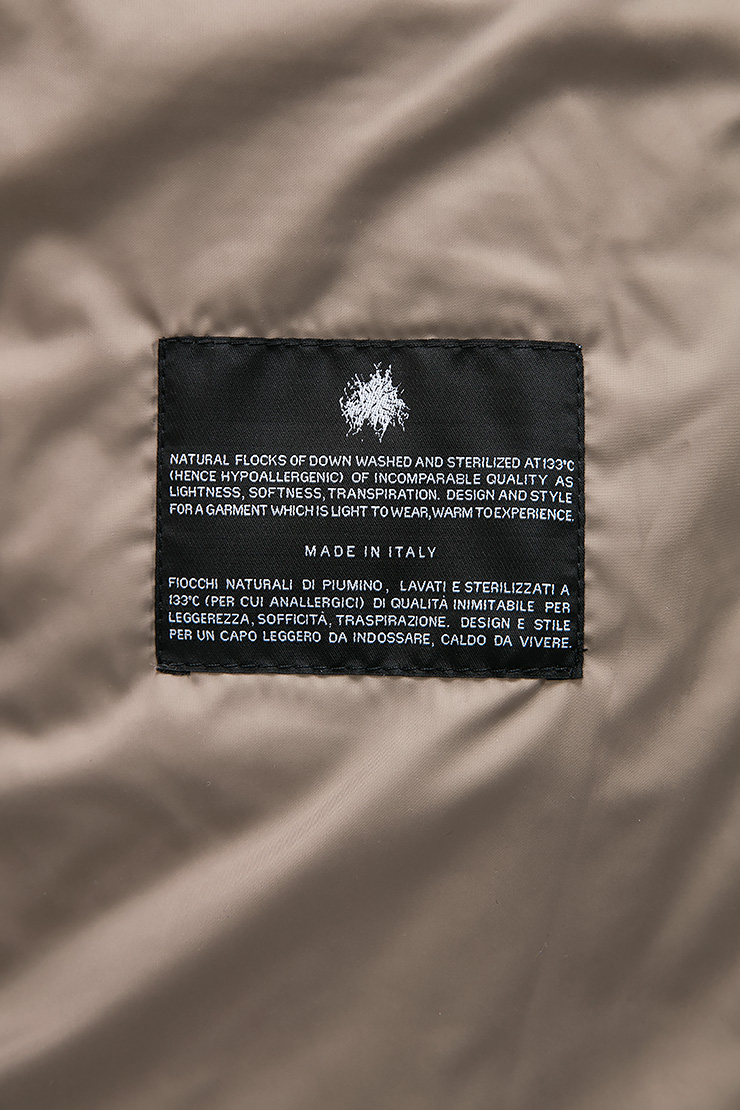 NATURAL FLOCKS OF DOWN WASHED AND STERILIZED AT 133°C
(HENCE HYPOALLERGENIC) OF INCOMPARABLE QUALITY AS
LIGHTNESS, SOFTNESS, TRANSPIRATION. DESIGN AND STYLE
FOR A GARMENT WHICH IS LIGHT TO WEAR, WARM TO EXPERIENCE.
MADE IN ITALY
FIOCCHI NATURALI DI PIUMINO, LAVATI E STERILIZZATI A
133°C (PER CUI ANALLERGICI) DI QUALITÀ INIMITABILE PER
LEGGEREZZA, SOFFICITÀ, TRASPIRAZIONE. DESIGN E STILE
PER UN CAPO LEGGERO DA INDOSSARE, CALDO DA VIVERE.